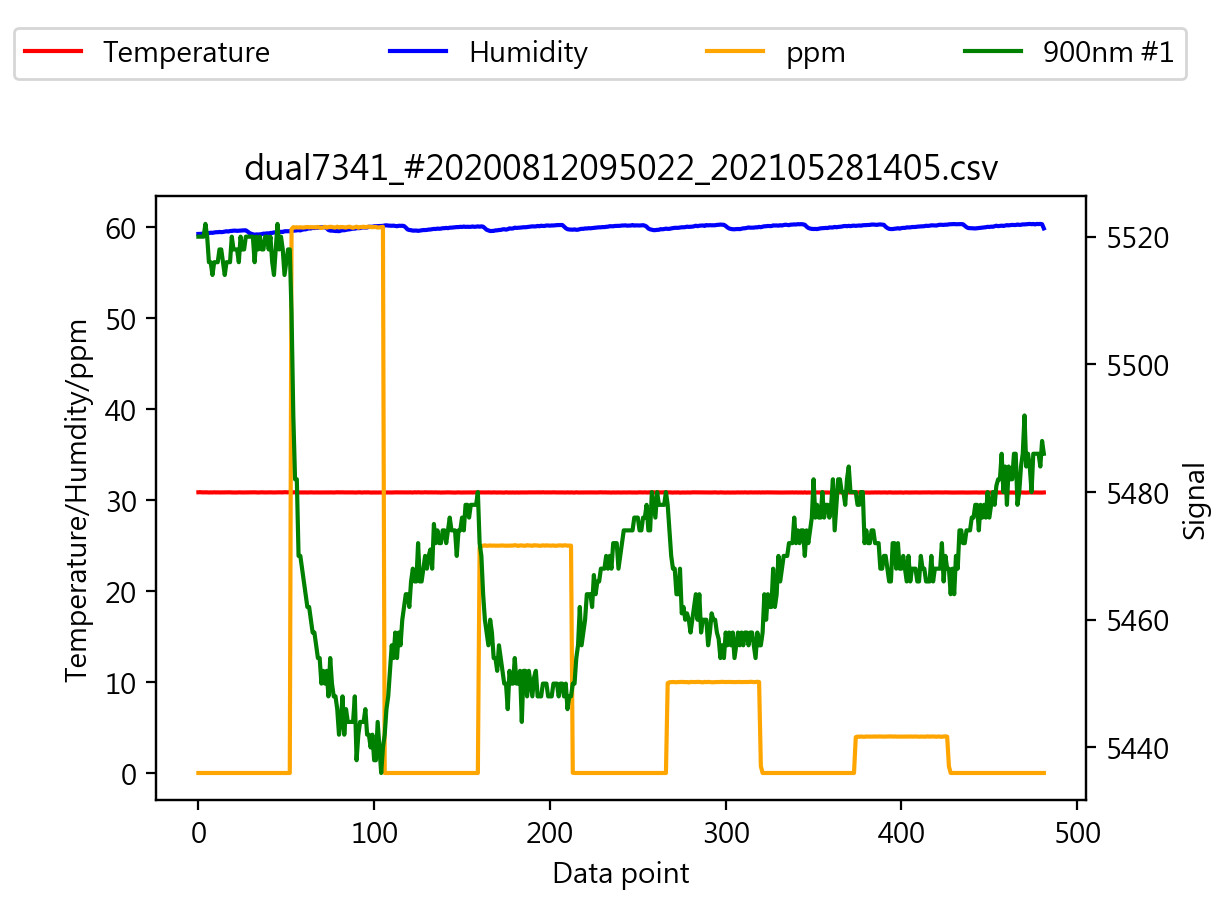 Temperature Humidity ppm 900nm #1
dual7341_#20200812095022_202105281405.csv
60
50
40
30
20
10
0
Temperature/Humdity/ppm
5520
5500
5480
5460
5440
Signal
0 100 200 300 400 500
Data point